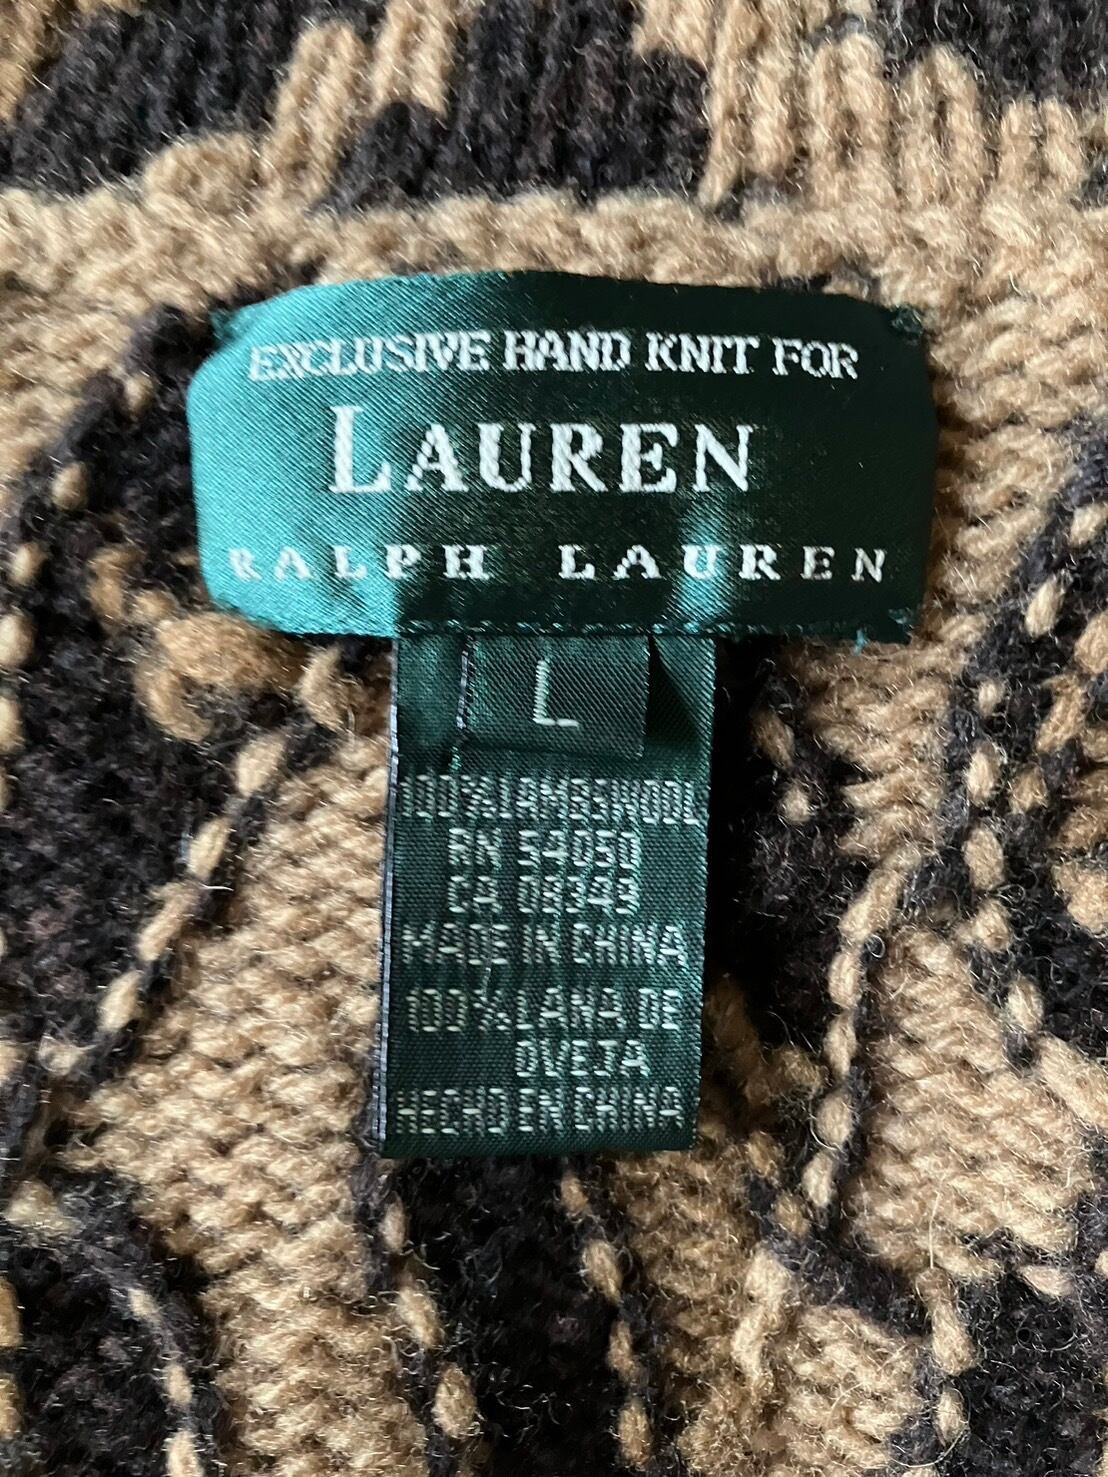 EXCLUSIVE HAND KNIT FOR
LAUREN
RALPH LAUREN
L
100% LAMBSWOOL
RN 54050
CA 08343
MADE IN CHINA
100% LANA DE
OVEJA
HECHO EN CHINA